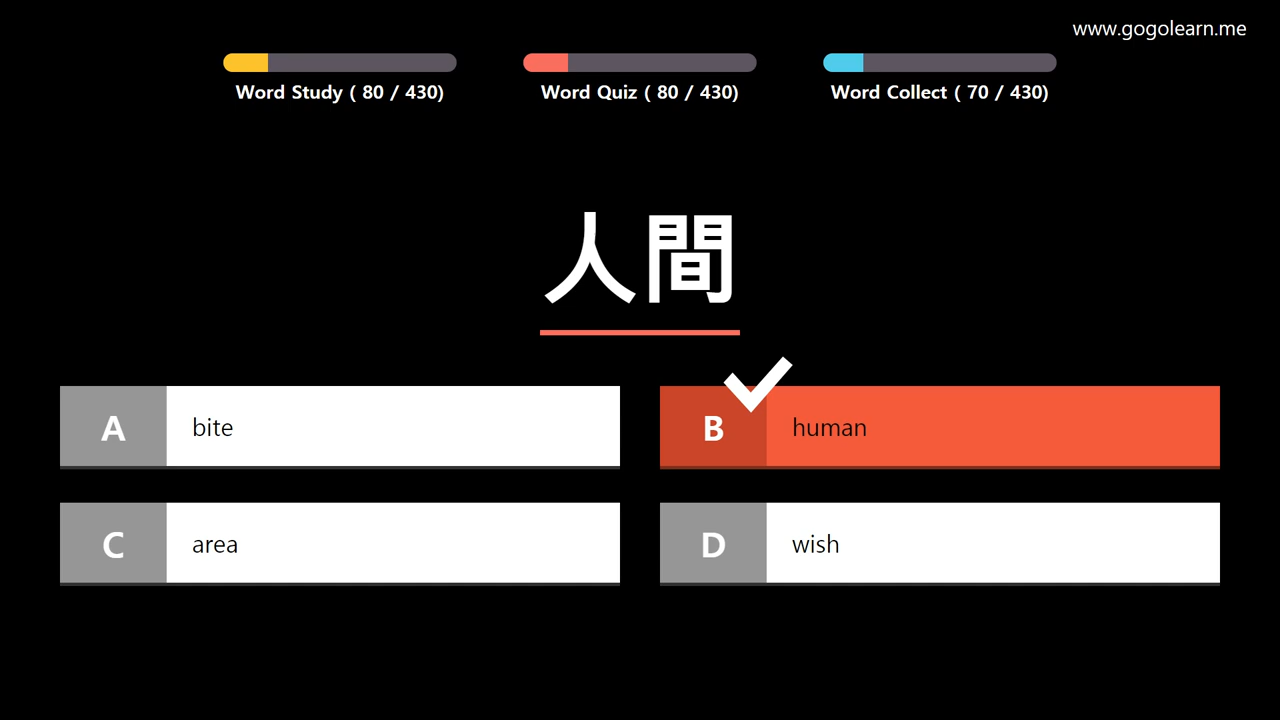 www.gogolearn.me
Word Study ( 80 / 430)
Word Quiz ( 80 / 430)
Word Collect ( 70 / 430)
人間
A bite
B human
C area
D wish